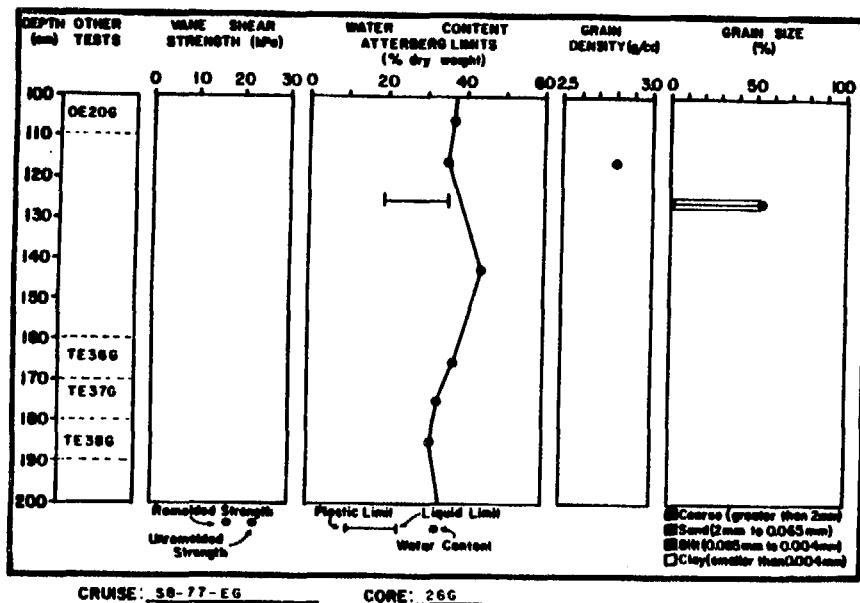 DEPTH OTHER VANE SHEAR WATER CONTENT GRAIN GRAIN SIZE
(cm) TESTS STRENGTH (kPa) ATTERBERG LIMITS DENSITY (g/cc) (%)
(% dry weight)
0 10 20 30 0 20 40 60 2.5 3.0 0 50 100
100
OE20G
110
120
130
140
150
160
TE36G
170
TE37G
180
TE38G
190
200
Remolded Strength Plastic Limit Liquid Limit
Unremolded Strength
Water Content
Coarse (greater than 2mm)
Sand (2mm to 0.065mm)
Silt (0.065mm to 0.004mm)
Clay (smaller than 0.004mm)
CRUISE: S8-77-EG CORE: 26G